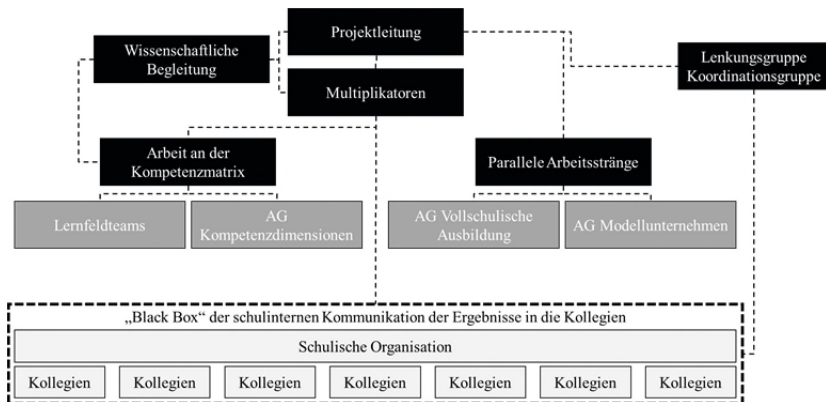 Projektleitung
Wissenschaftliche
Begleitung
Lenkungsgruppe
Koordinationsgruppe
Multiplikatoren
Arbeit an der
Kompetenzmatrix
Parallele Arbeitsstränge
Lernfeldteams
AG
Kompetenzdimensionen
AG Vollschulische
Ausbildung
AG Modellunternehmen
„Black Box“ der schulinternen Kommunikation der Ergebnisse in die Kollegien
Schulische Organisation
Kollegien Kollegien Kollegien Kollegien Kollegien Kollegien Kollegien